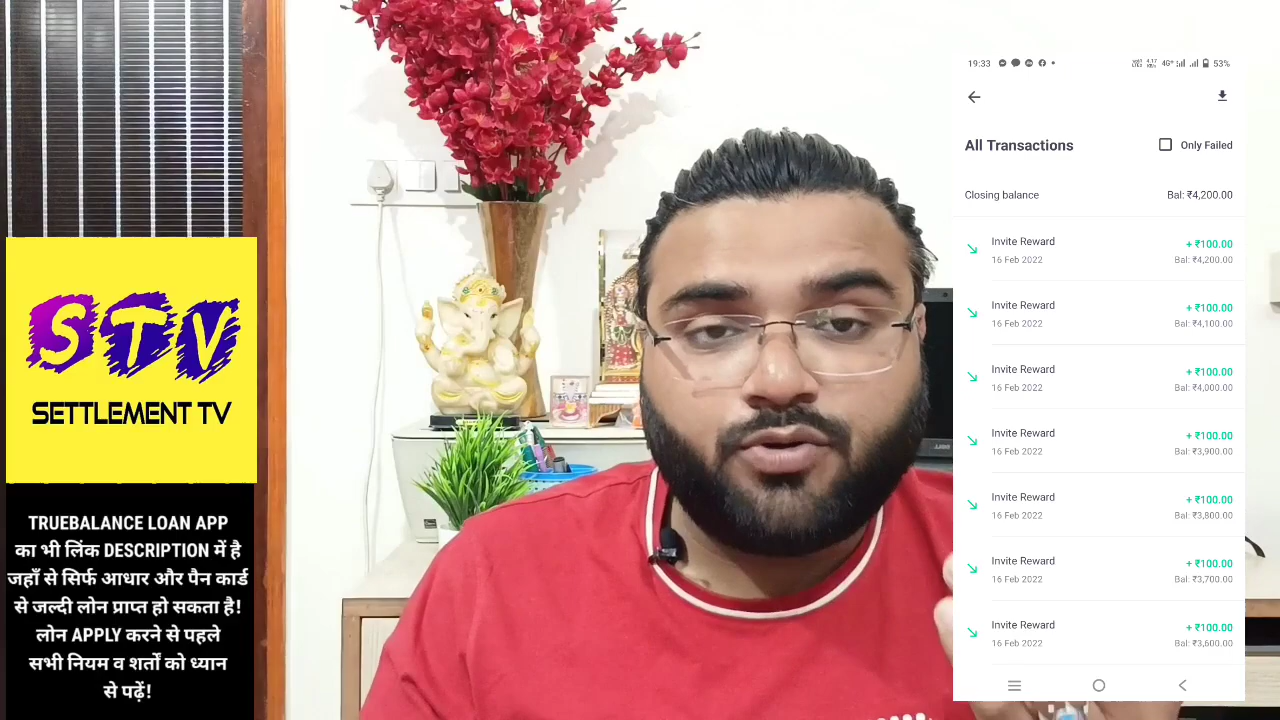 STV
SETTLEMENT TV
TRUEBALANCE LOAN APP
का भी लिंक DESCRIPTION में है
जहाँ से सिर्फ आधार और पैन कार्ड
से जल्दी लोन प्राप्त हो सकता है!
लोन APPLY करने से पहले
सभी नियम व शर्तों को ध्यान
से पढ़ें!
19:33
4G+ 53%
All Transactions
Only Failed
Closing balance
Bal: ₹4,200.00
Invite Reward
+ ₹100.00
16 Feb 2022
Bal: ₹4,200.00
Invite Reward
+ ₹100.00
16 Feb 2022
Bal: ₹4,100.00
Invite Reward
+ ₹100.00
16 Feb 2022
Bal: ₹4,000.00
Invite Reward
+ ₹100.00
16 Feb 2022
Bal: ₹3,900.00
Invite Reward
+ ₹100.00
16 Feb 2022
Bal: ₹3,800.00
Invite Reward
+ ₹100.00
16 Feb 2022
Bal: ₹3,700.00
Invite Reward
+ ₹100.00
16 Feb 2022
Bal: ₹3,600.00